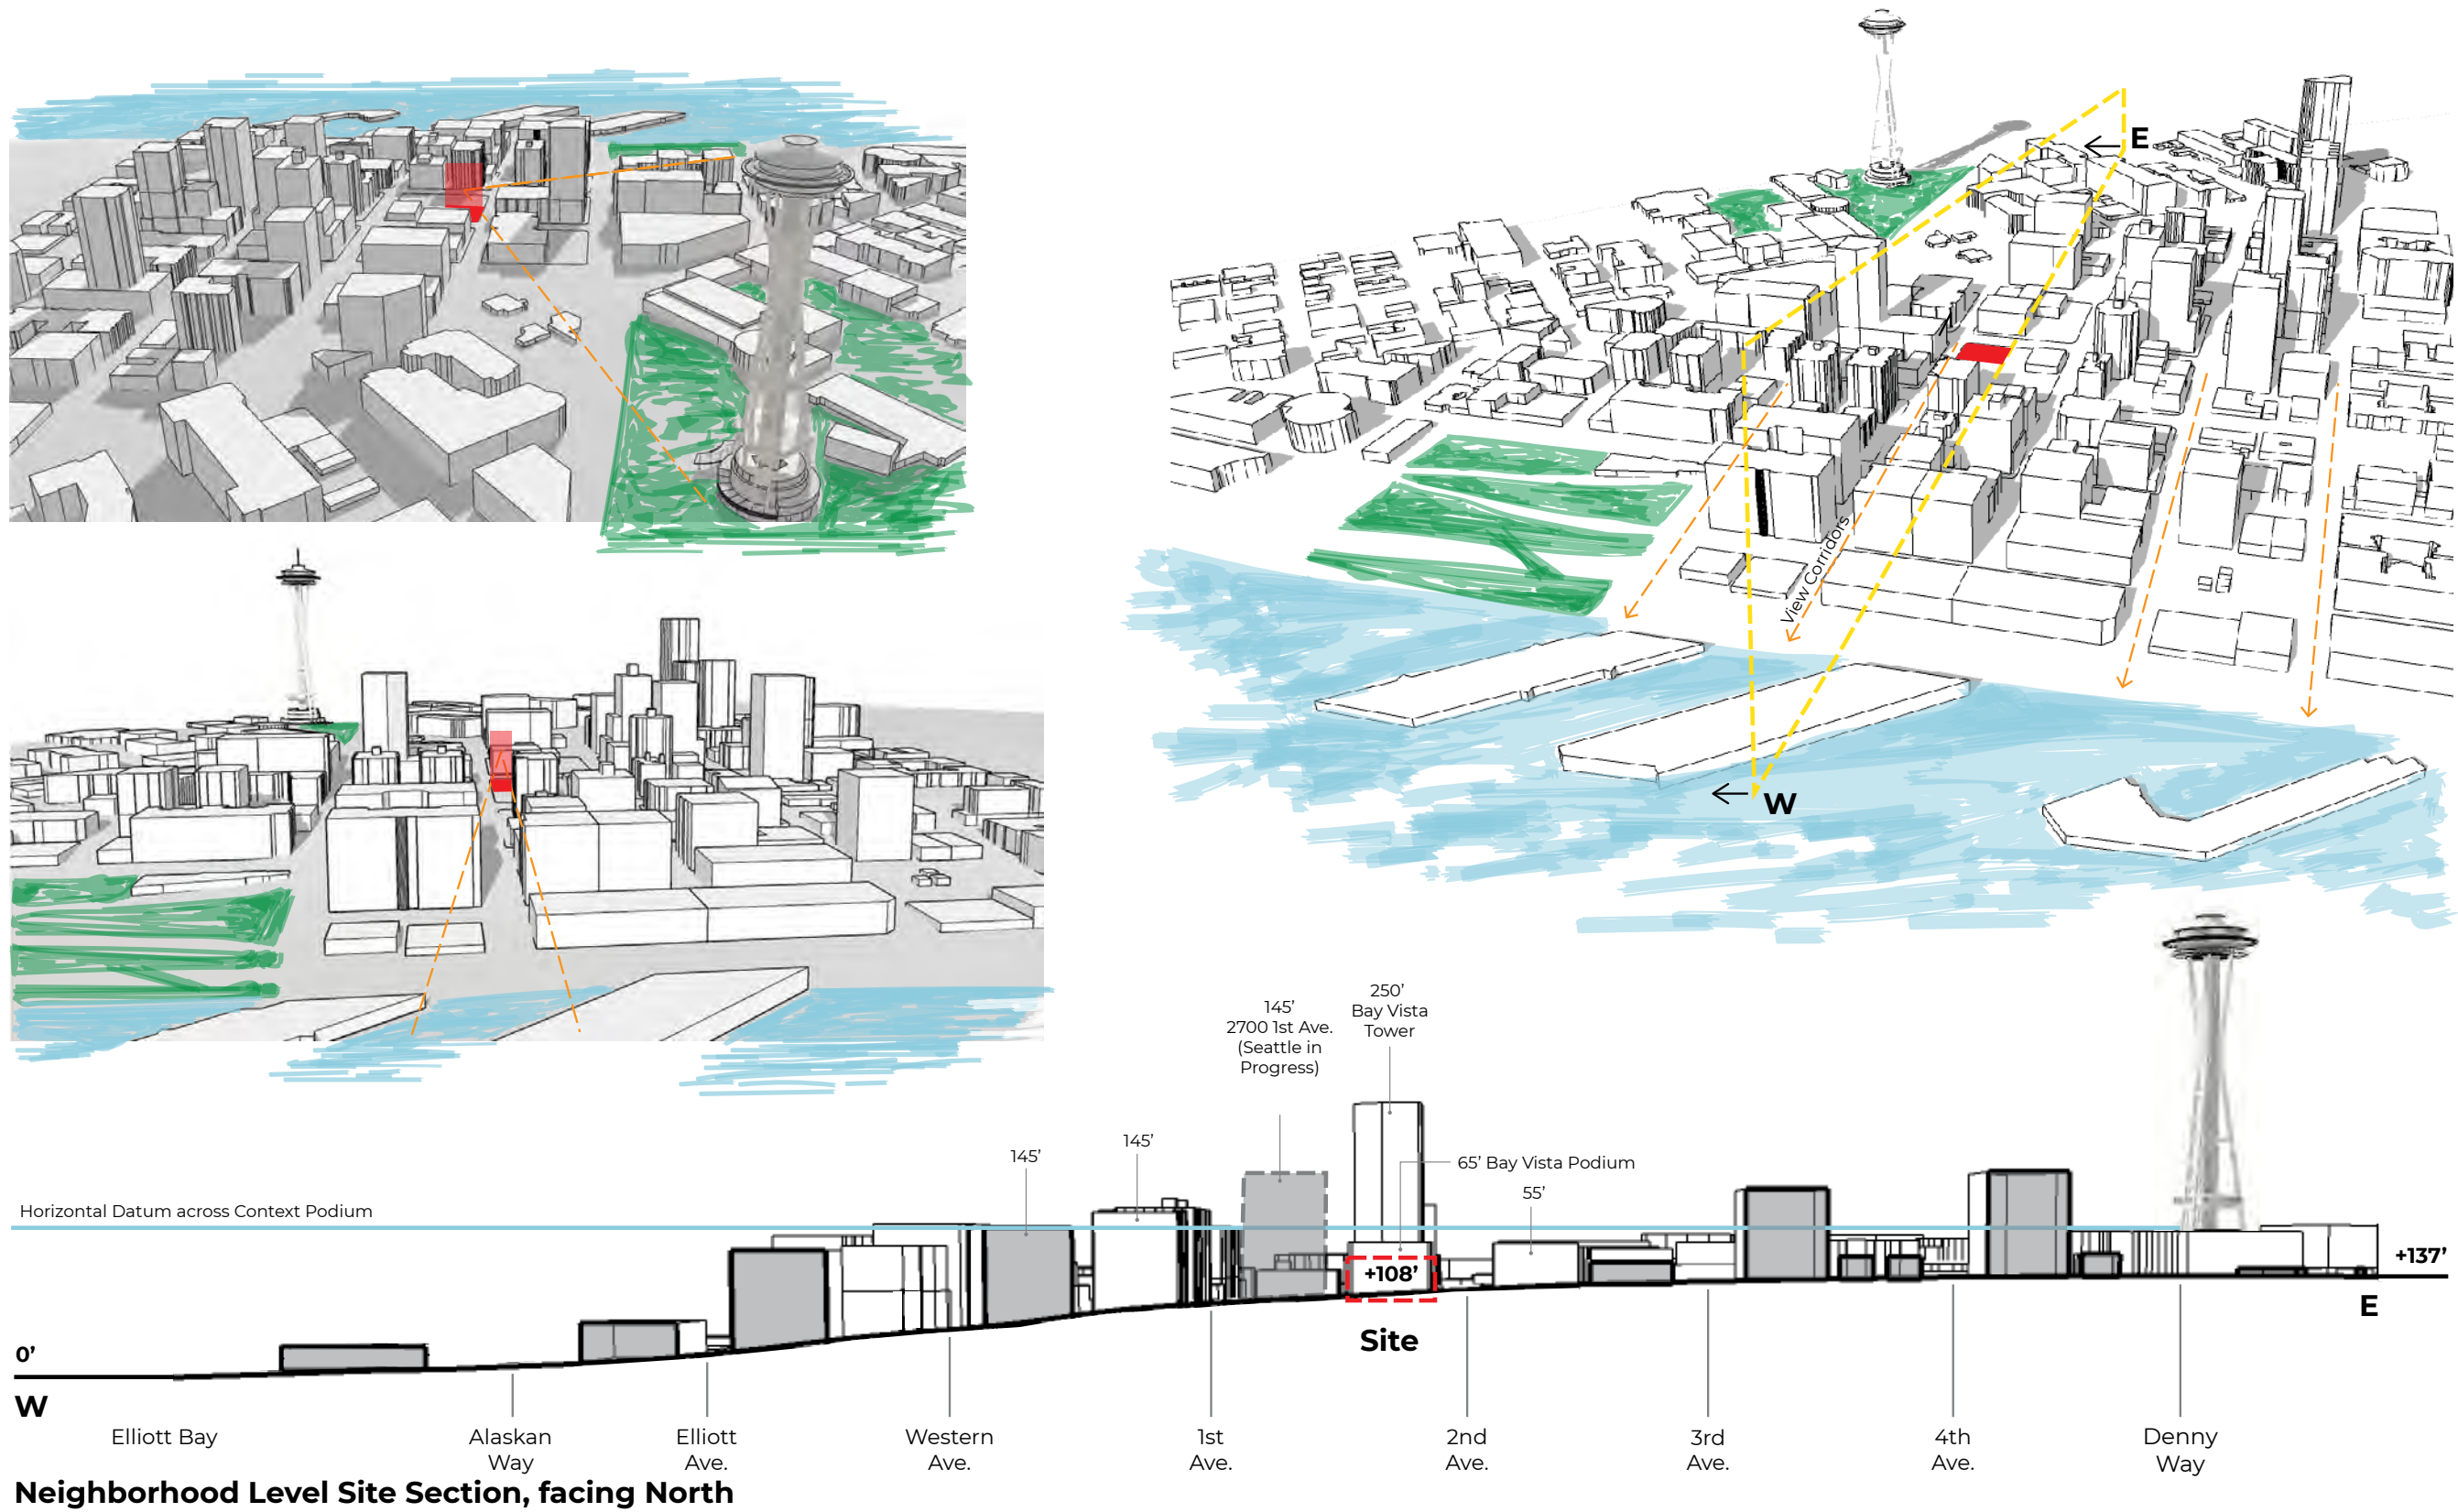 E
View Corridors
W
145’
2700 1st Ave.
(Seattle in
Progress)
250’
Bay Vista
Tower
145’
145’
65’ Bay Vista Podium
55’
Horizontal Datum across Context Podium
+108’
+137’
E
Site
0’
W
Elliott Bay
Alaskan
Way
Elliott
Ave.
Western
Ave.
1st
Ave.
2nd
Ave.
3rd
Ave.
4th
Ave.
Denny
Way
Neighborhood Level Site Section, facing North